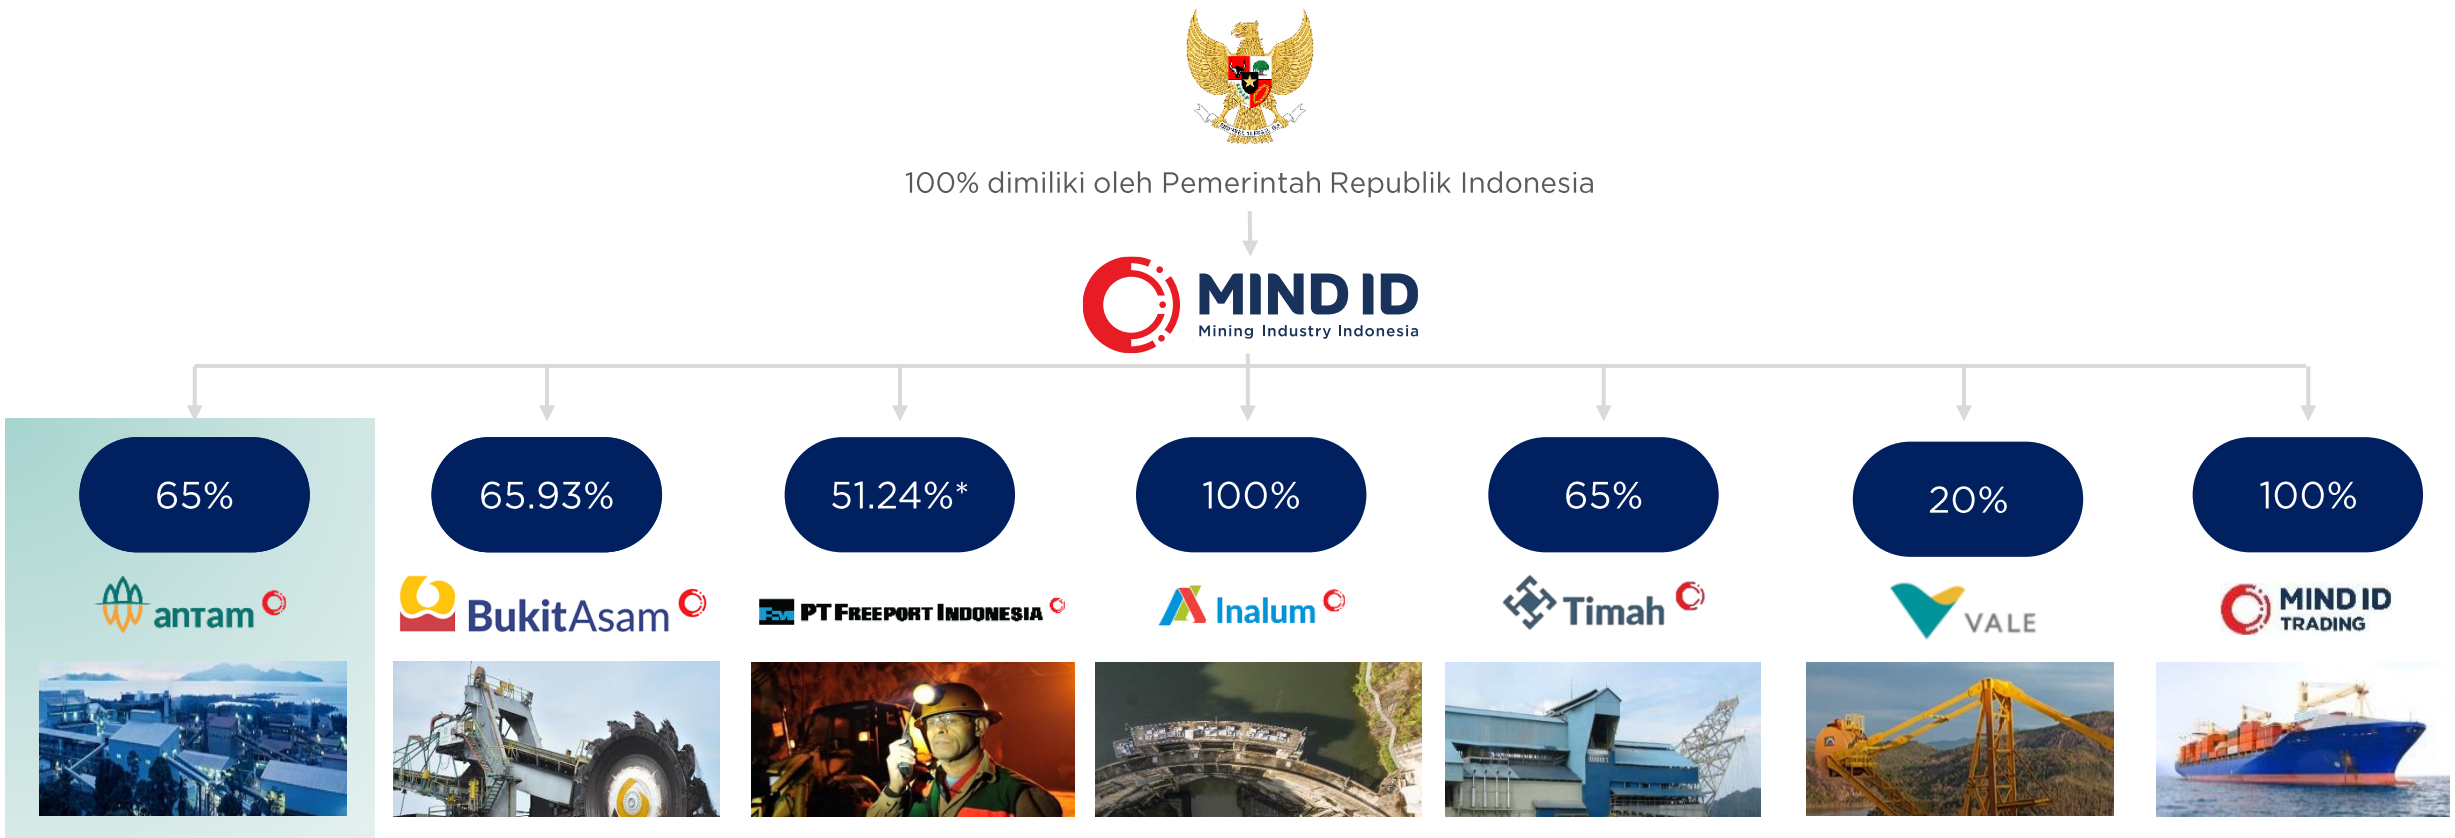 100% dimiliki oleh Pemerintah Republik Indonesia
MIND ID
Mining Industry Indonesia
65%
65.93%
51.24%*
100%
65%
20%
100%
antam
BukitAsam
PT FREEPORT INDONESIA
Inalum
Timah
VALE
MIND ID
TRADING